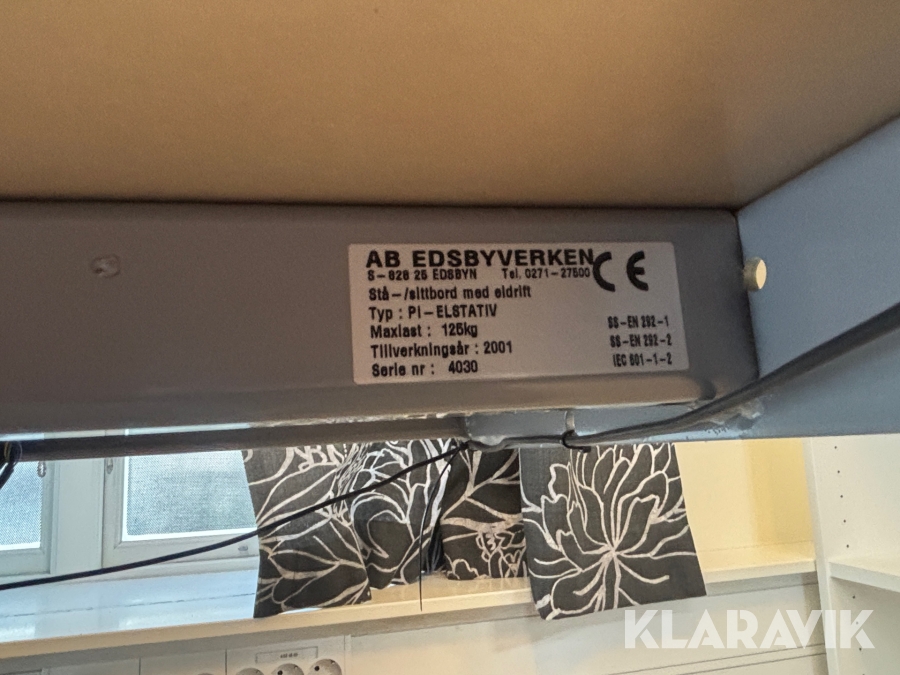 AB EDSBYVERKEN
S-828 25 EDSBYN Tel. 0271-27500
CE
Stå-/sittbord med eldrift
Typ : PI-ELSTATIV
Maxlast : 125kg
Tillverkningsår : 2001
Serie nr : 4030
SS-EN 292-1
SS-EN 292-2
IEC 601-1-2
KLARAVIK